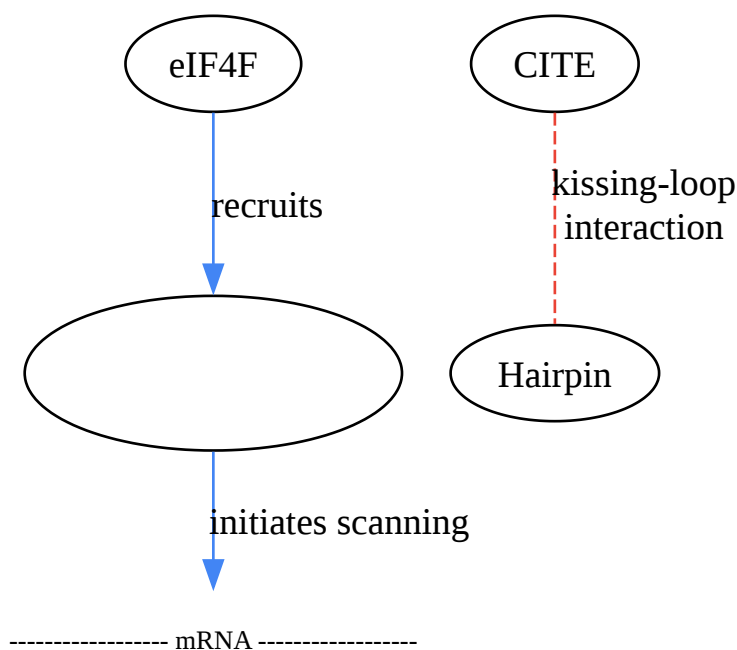 eIF4F
CITE
recruits
kissing-loop
interaction
Hairpin
initiates scanning
------------------ mRNA ------------------